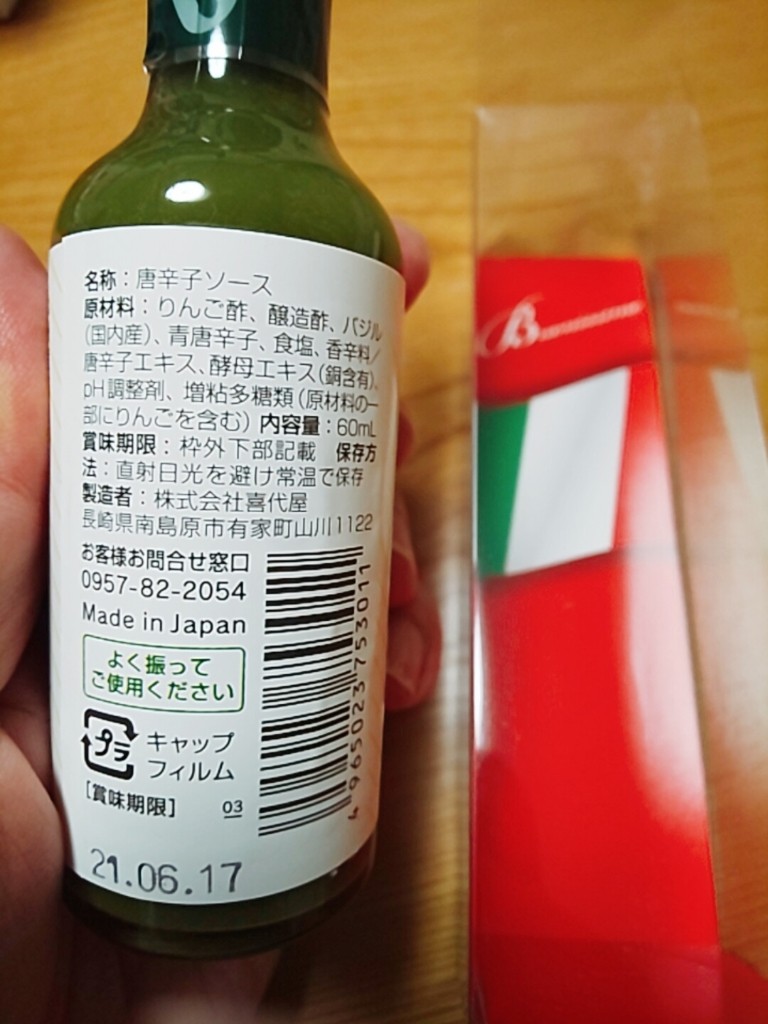 名称：唐辛子ソース
原材料：りんご酢、醸造酢、バジル
(国内産)、青唐辛子、食塩、香辛料／
唐辛子エキス、酵母エキス(銅含有)、
pH調整剤、増粘多糖類(原材料の一
部にりんごを含む) 内容量：60mL
賞味期限：枠外下部記載 保存方
法：直射日光を避け常温で保存
製造者：株式会社喜代屋
長崎県南島原市有家町山川1122
お客様お問合せ窓口
0957-82-2054
Made in Japan
よく振って
ご使用ください
プラ
キャップ
フィルム
[賞味期限]
03
21.06.17
4965023753011